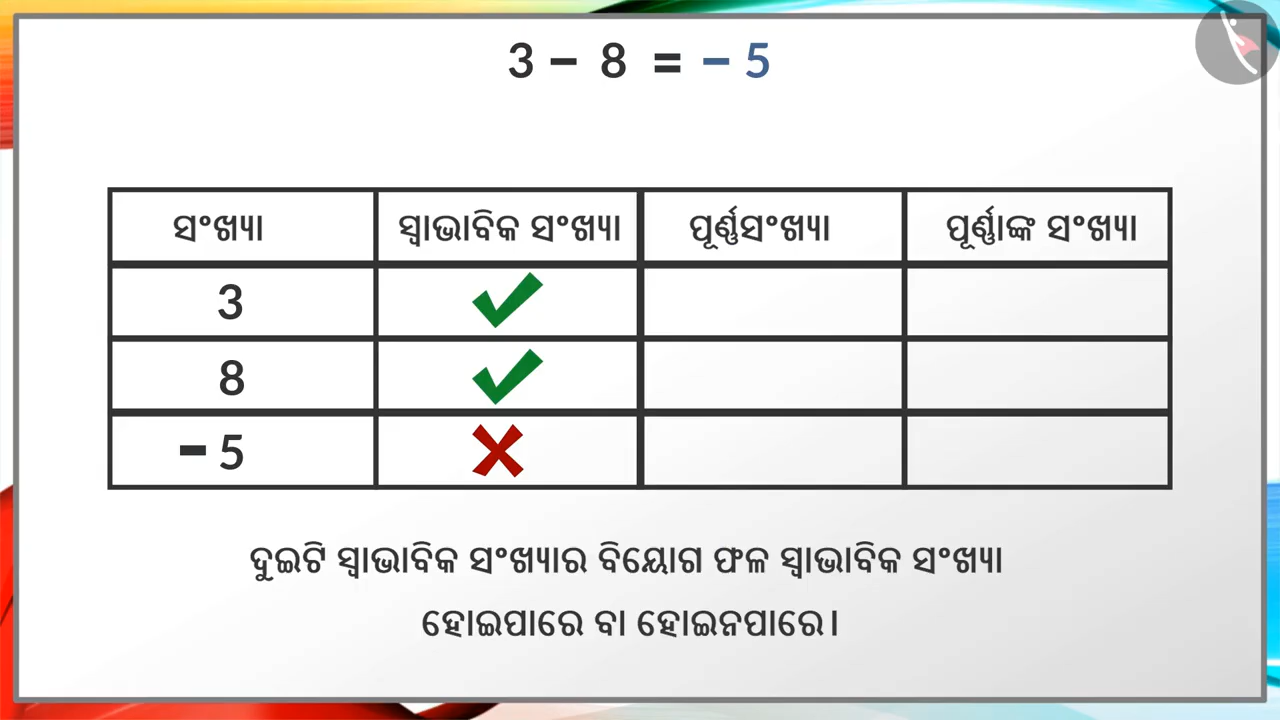 3 – 8 = – 5
ସଂଖ୍ୟା ସ୍ଵାଭାବିକ ସଂଖ୍ୟା ପୂର୍ଣ୍ଣସଂଖ୍ୟା ପୂର୍ଣ୍ଣାଙ୍କ ସଂଖ୍ୟା
3
8
– 5
ଦୁଇଟି ସ୍ଵାଭାବିକ ସଂଖ୍ୟାର ବିୟୋଗ ଫଳ ସ୍ଵାଭାବିକ ସଂଖ୍ୟା
ହୋଇପାରେ ବା ହୋଇନପାରେ।